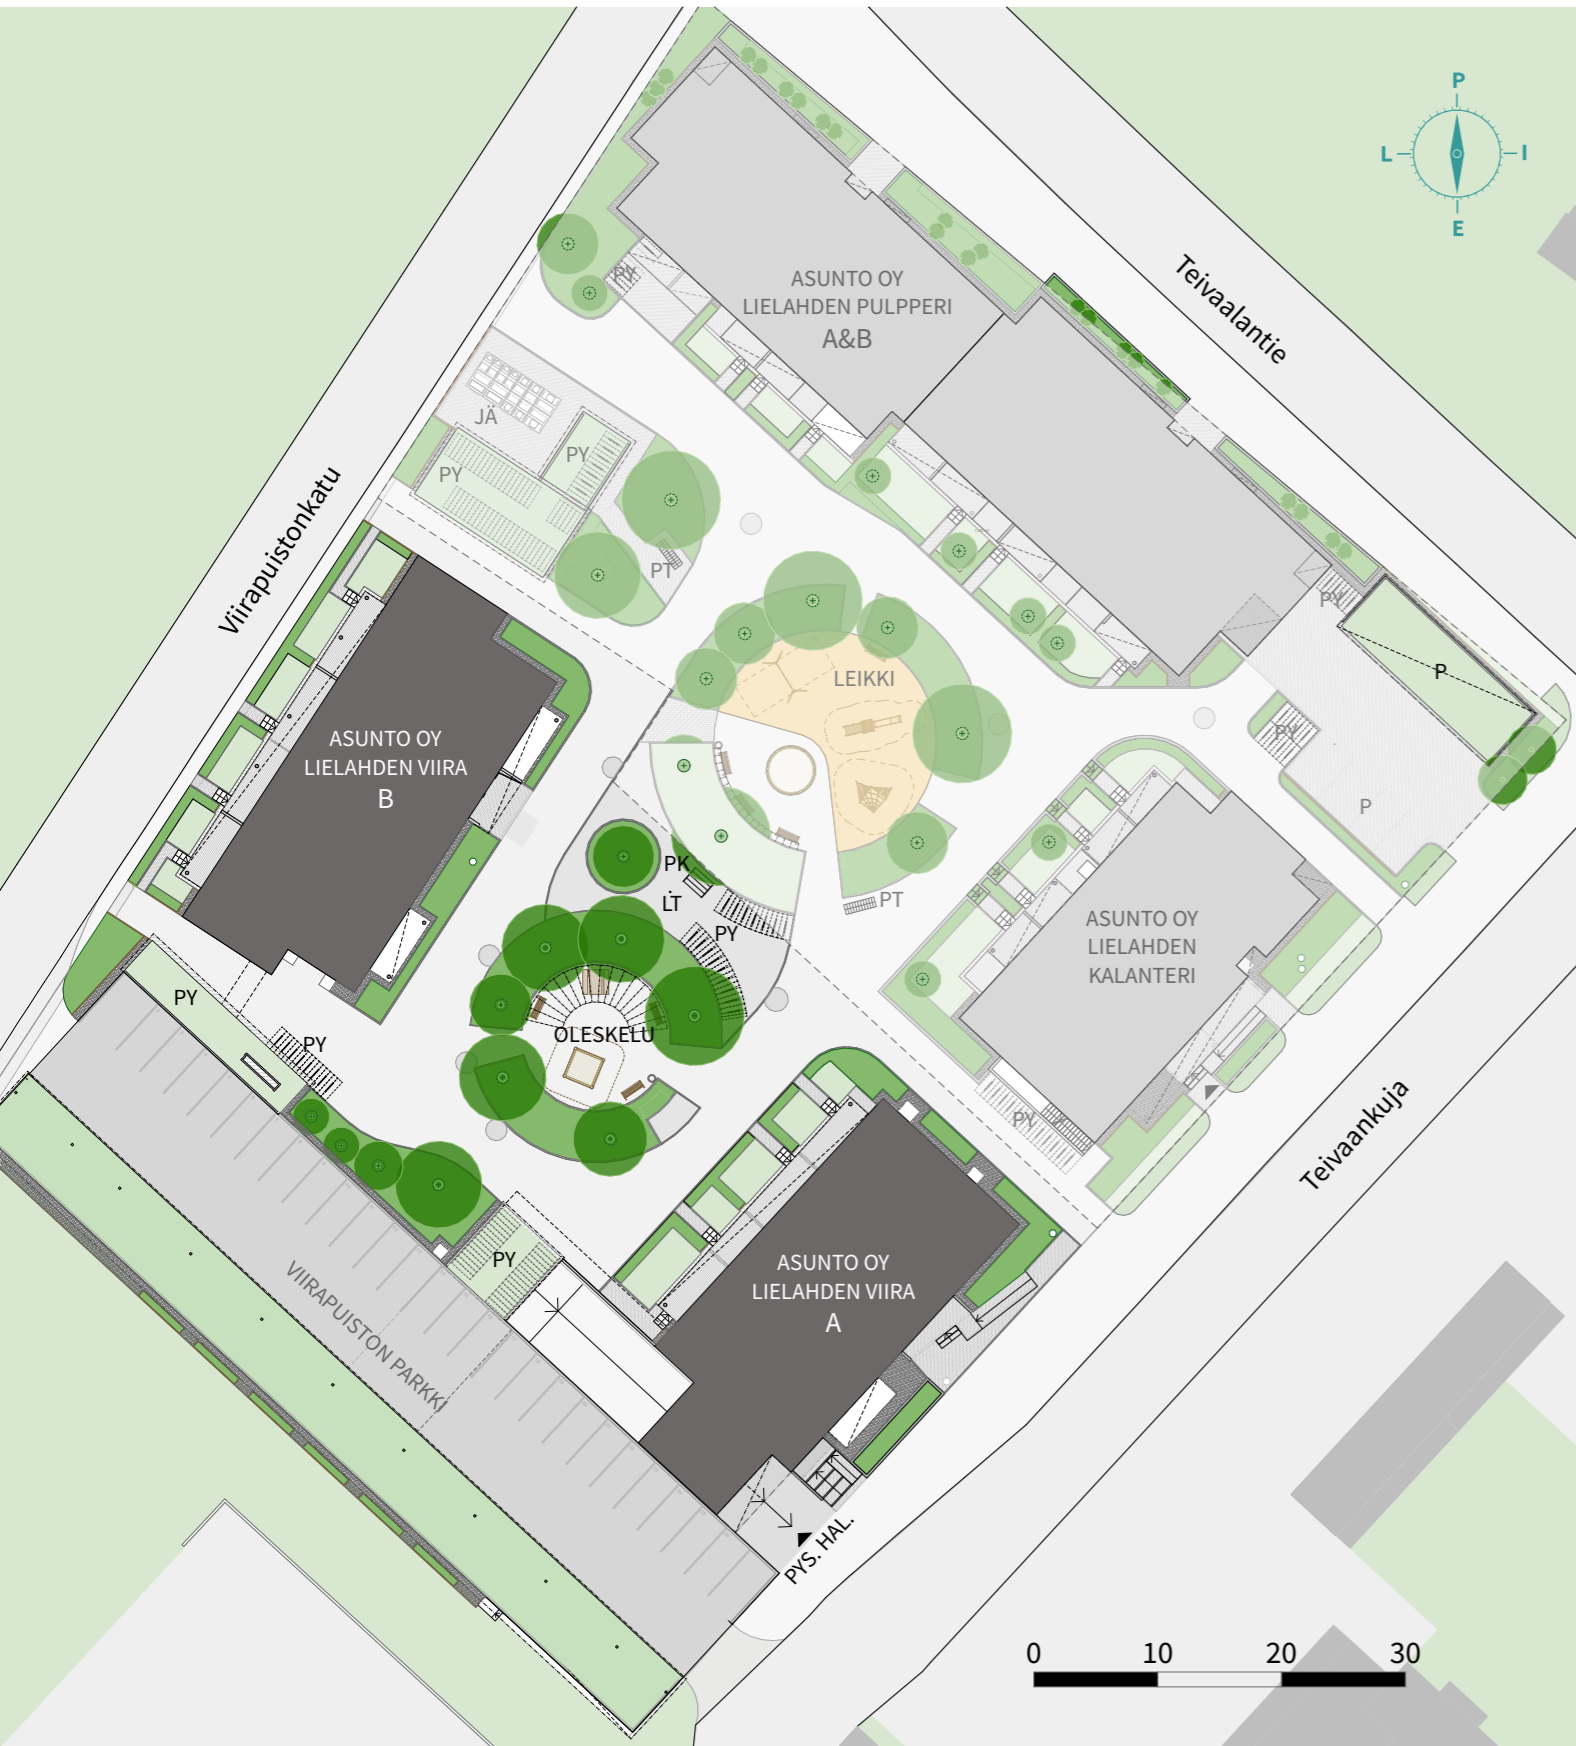 P
L
I
E
Teivaalantie
ASUNTO OY
LIELAHDEN PULPPERI
A&B
PY
JÄ
PY
PY
PT
Viirapuistonkatu
PY
P
LEIKKI
PY
P
ASUNTO OY
LIELAHDEN VIIRA
B
PK
LT
PY
PT
ASUNTO OY
LIELAHDEN
KALANTERI
PY
PY
OLESKELU
PY
Teivaankuja
PY
VIIRAPUISTON PARKKI
ASUNTO OY
LIELAHDEN VIIRA
A
PYS. HAL.
0 10 20 30